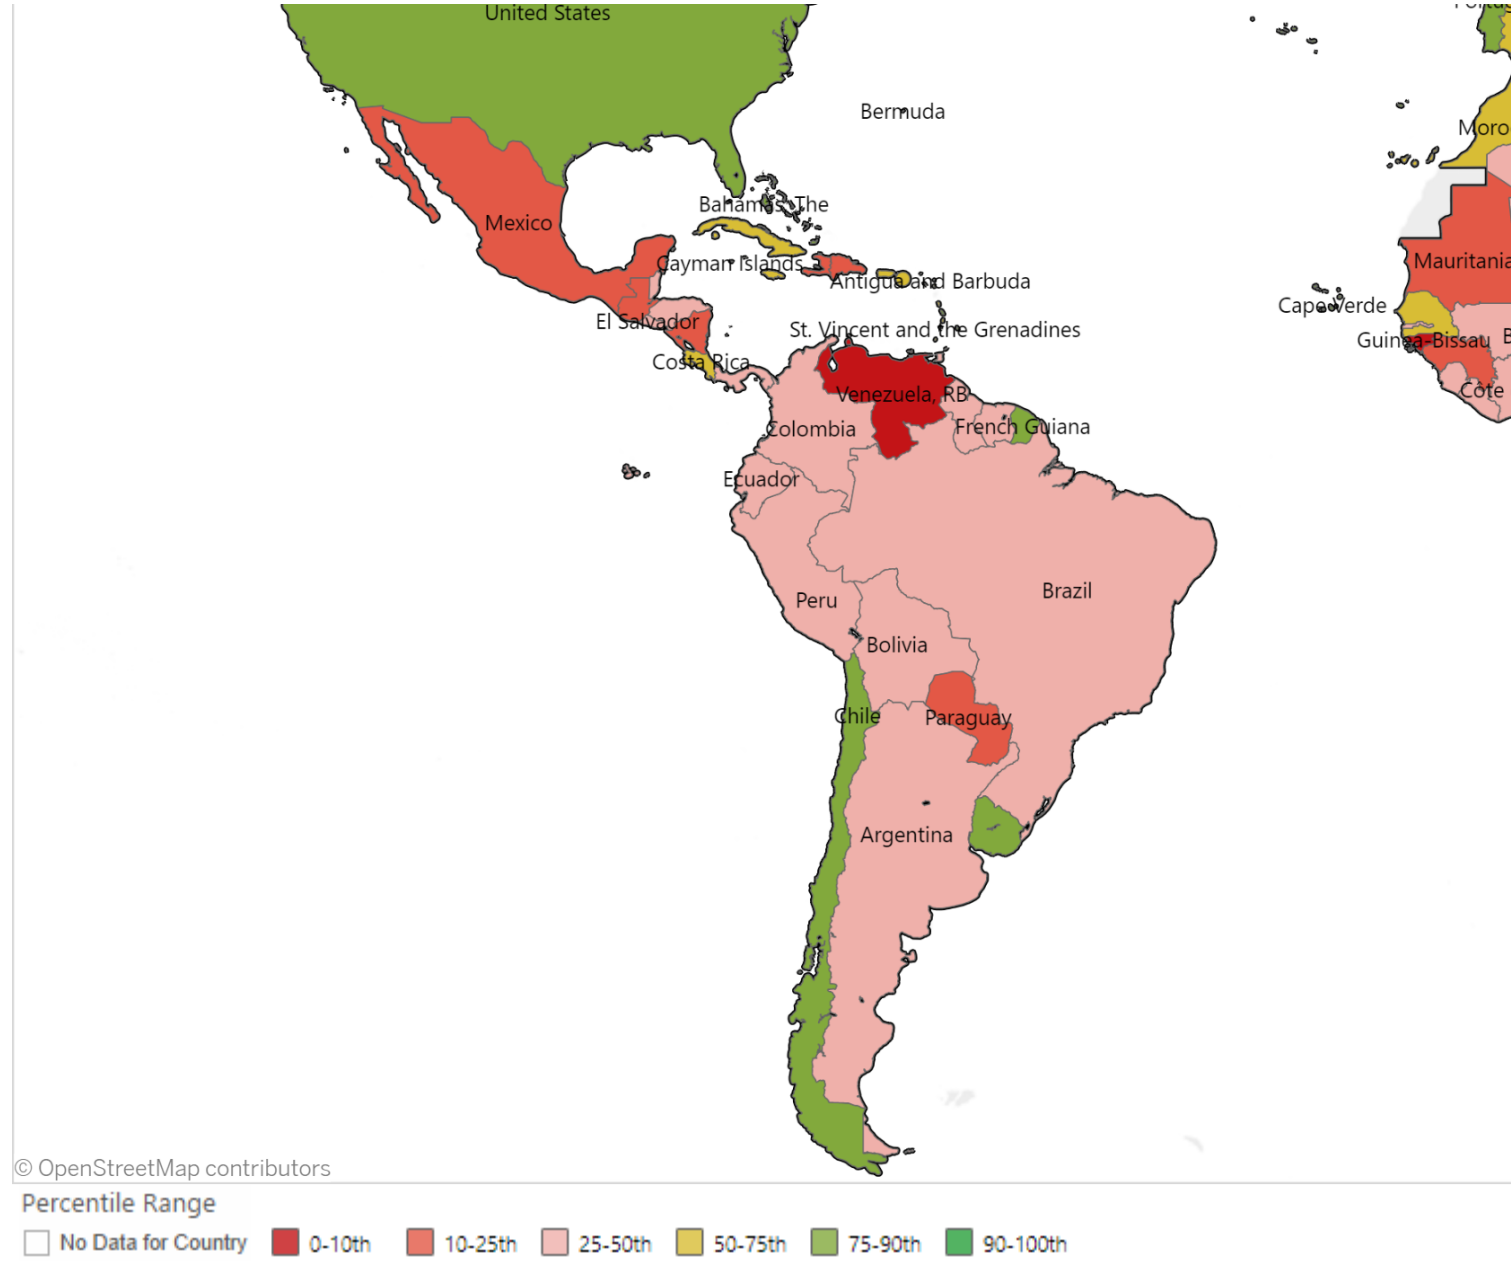 United States
Bermuda
Moro
Bahamas, The
Mexico
Cayman Islands
Mauritania
Antigua and Barbuda
Cape Verde
El Salvador
St. Vincent and the Grenadines
Guinea-Bissau
B
Costa Rica
Venezuela, RB
Côte
Colombia
French Guiana
Ecuador
Brazil
Peru
Bolivia
Chile
Paraguay
Argentina
© OpenStreetMap contributors
Percentile Range
No Data for Country 0-10th 10-25th 25-50th 50-75th 75-90th 90-100th